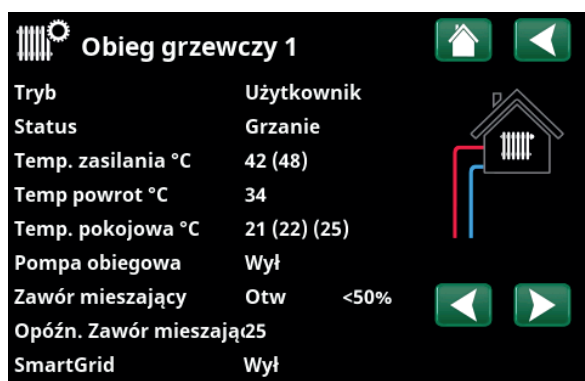 Obieg grzewczy 1
Tryb Użytkownik
Status Grzanie
Temp. zasilania °C 42 (48)
Temp powrot °C 34
Temp. pokojowa °C 21 (22) (25)
Pompa obiegowa Wył
Zawór mieszający Otw <50%
Opóźn. Zawór mieszają 25
SmartGrid Wył